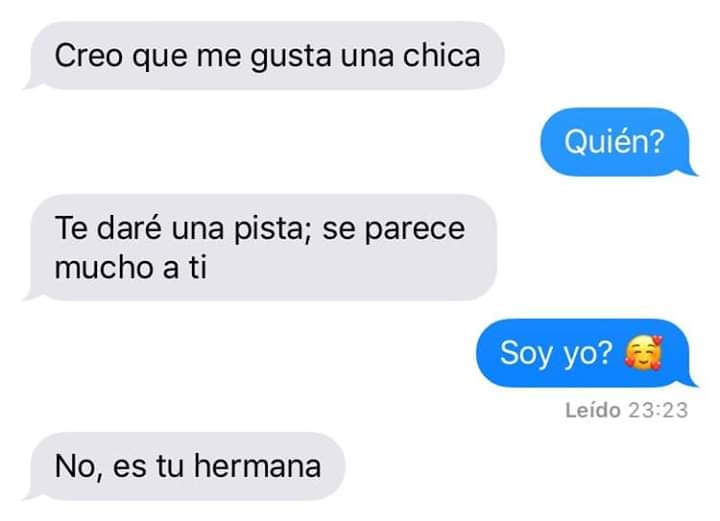 Creo que me gusta una chica
Quién?
Te daré una pista; se parece
mucho a ti
Soy yo? 🥰
Leído 23:23
No, es tu hermana